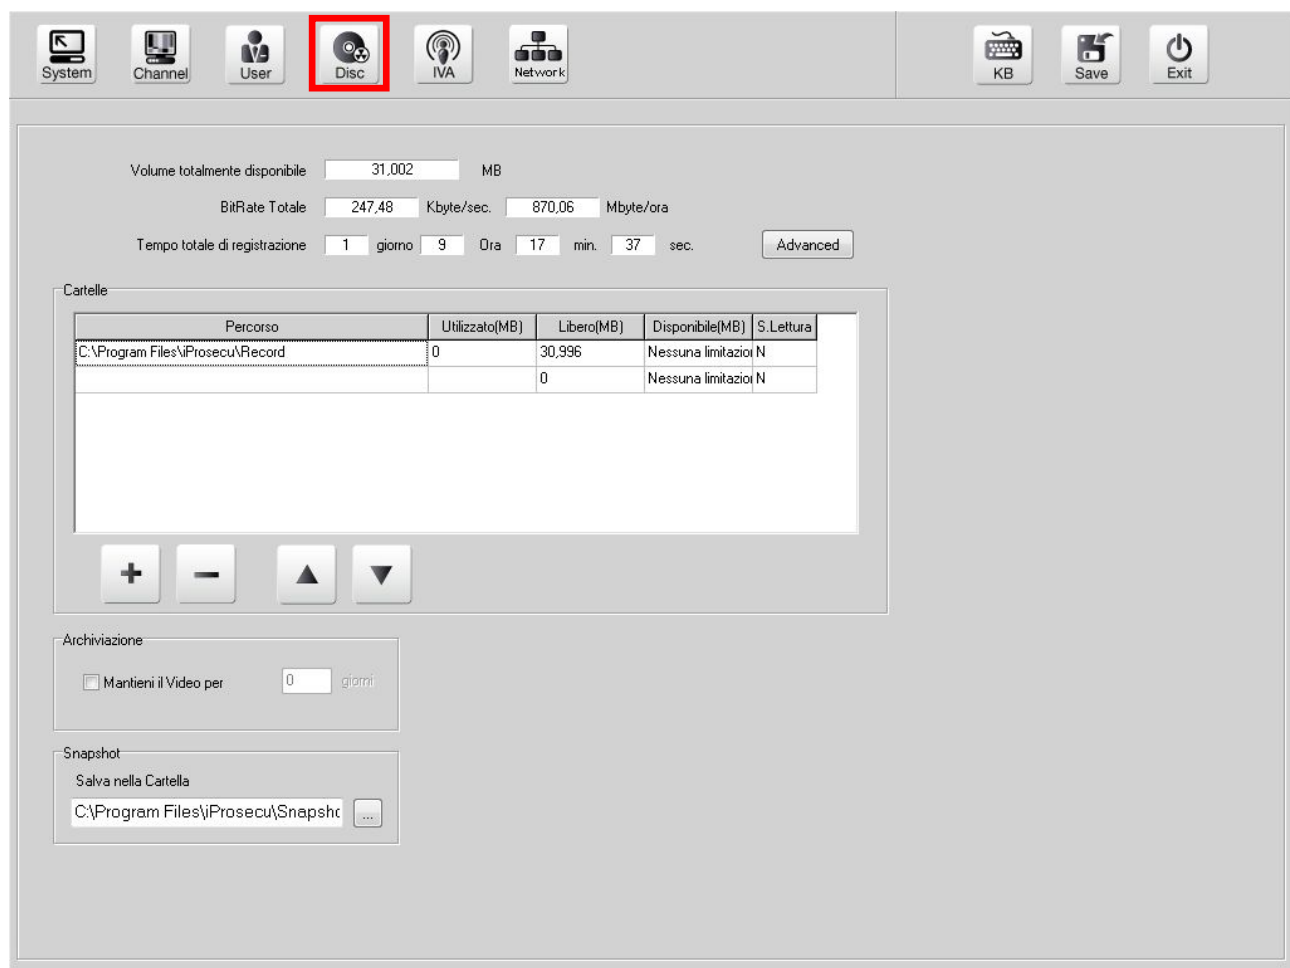 System Channel User Disc IVA Network KB Save Exit
Volume totalmente disponibile 31,002 MB
BitRate Totale 247,48 Kbyte/sec. 870,06 Mbyte/ora
Tempo totale di registrazione 1 giorno 9 Ora 17 min. 37 sec. Advanced
Cartelle
Percorso Utilizzato(MB) Libero(MB) Disponibile(MB) S.Lettura
C:\Program Files\iProsecu\Record 0 30,996 Nessuna limitazio N
0 Nessuna limitazio N
Archiviazione
Mantieni il Video per 0 giorni
Snapshot
Salva nella Cartella
C:\Program Files\iProsecu\Snapsho ...